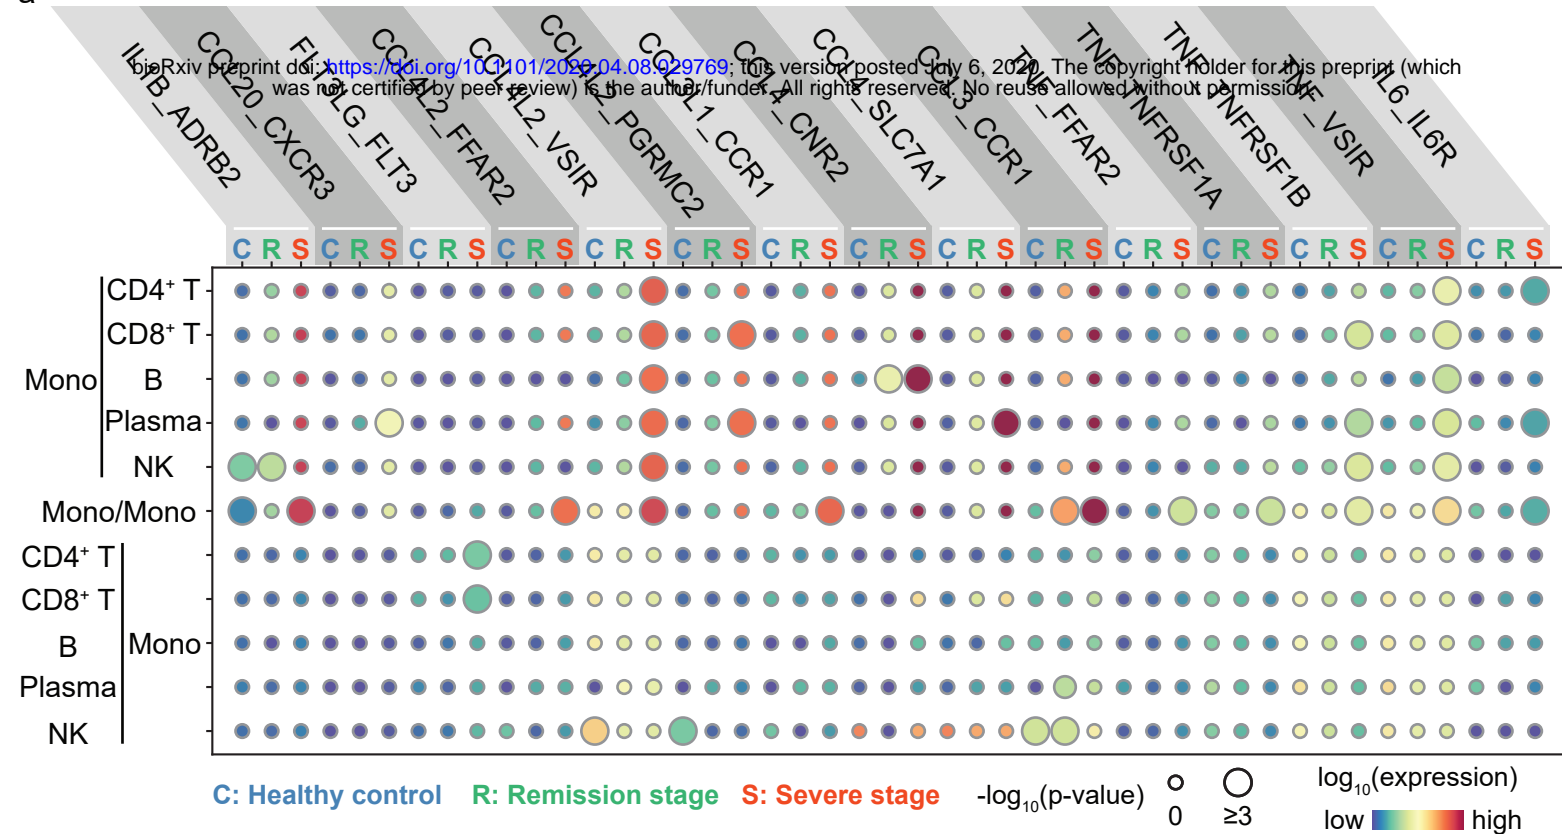 a
bioRxiv preprint doi: https://doi.org/10.1101/2020.04.08.029769; this version posted July 6, 2020. The copyright holder for this preprint (which
was not certified by peer review) is the author/funder. All rights reserved. No reuse allowed without permission.
IL1B_ADRB2
CCL20_CXCR3
FLT3LG_FLT3
CCL4L2_FFAR2
CCL4L2_VSIR
CCL4L2_PGRMC2
CCL3L1_CCR1
CCL4_CNR2
CCL4_SLC7A1
CCL3_CCR1
TNF_FFAR2
TNF_TNFRSF1A
TNF_TNFRSF1B
TNF_VSIR
IL6_IL6R
C R S C R S C R S C R S C R S C R S C R S C R S C R S C R S C R S C R S C R S C R S C R S
CD4⁺ T
CD8⁺ T
Mono B
Plasma
NK
Mono/Mono
CD4⁺ T
CD8⁺ T
B Mono
Plasma
NK
C: Healthy control R: Remission stage S: Severe stage -log₁₀(p-value) 0 ≥3 log₁₀(expression)
low high